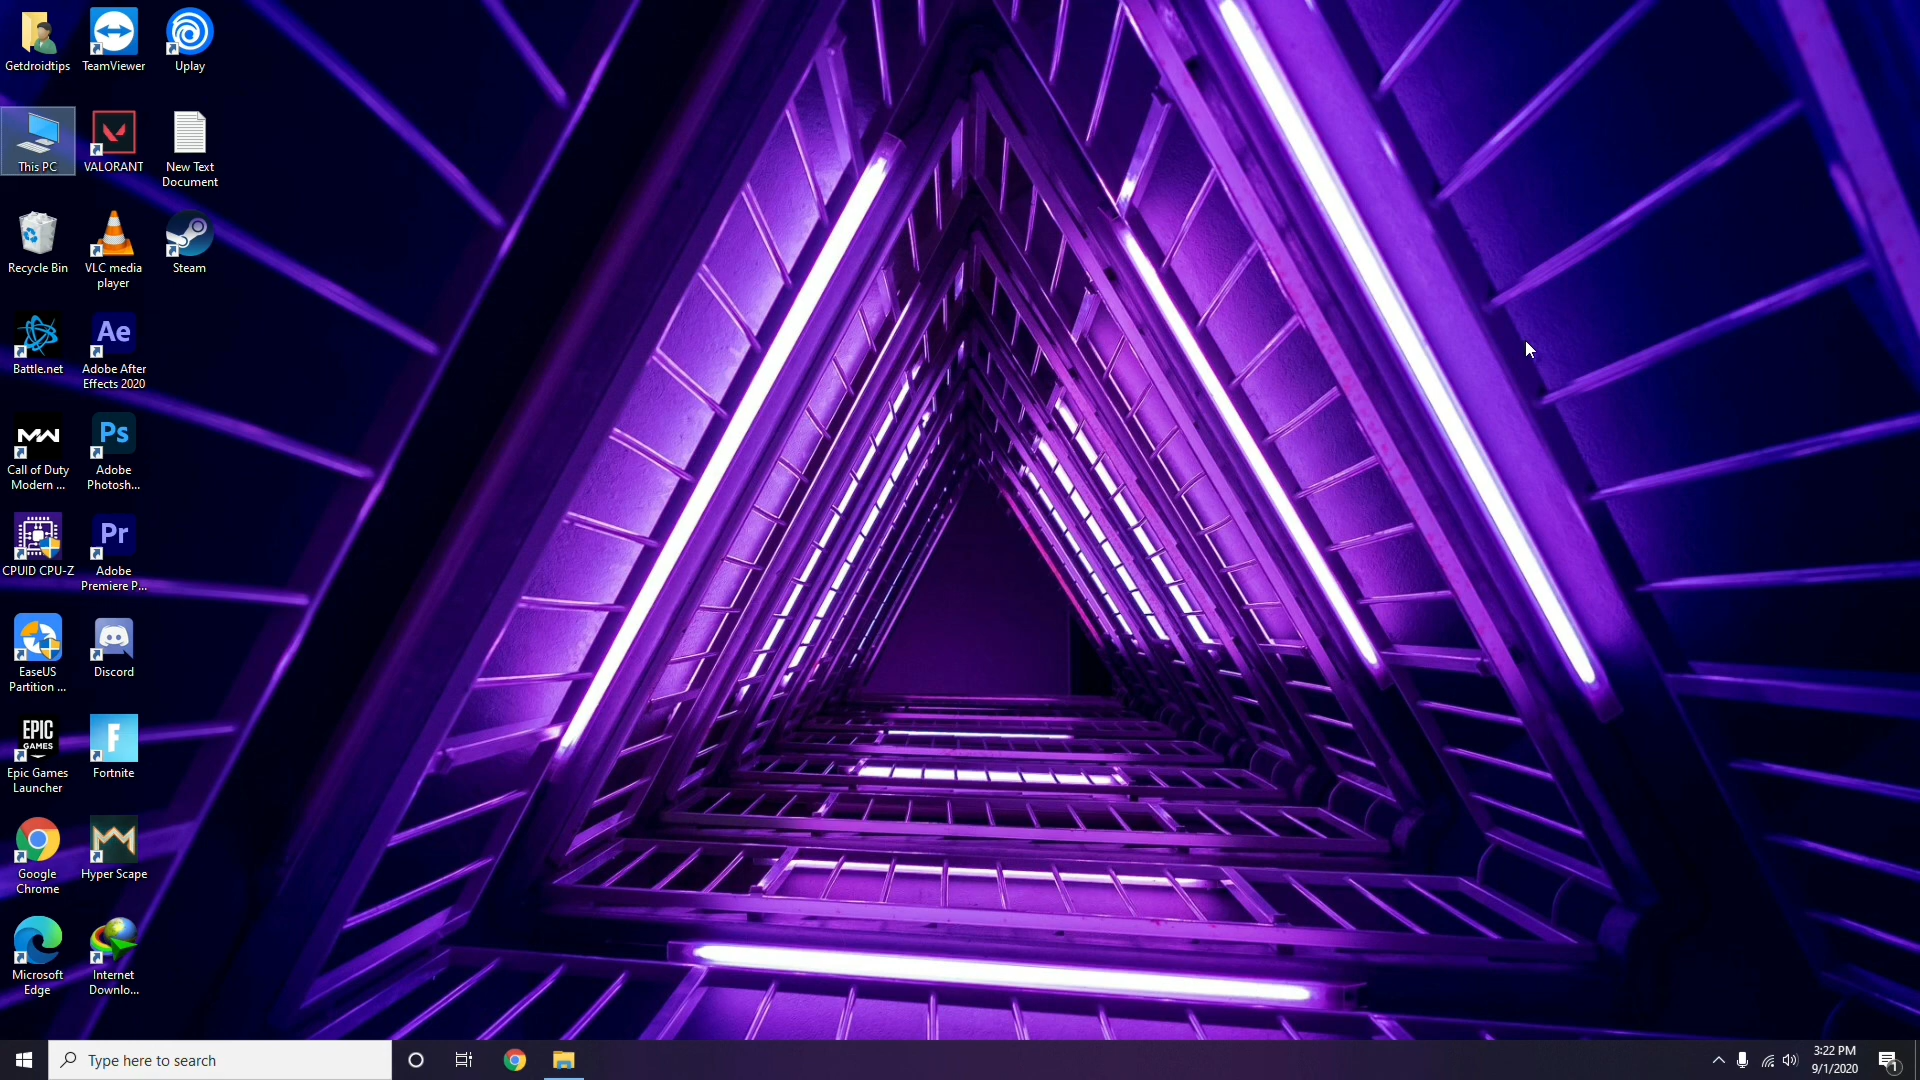 Getdroidtips
TeamViewer
Uplay
This PC
VALORANT
New Text
Document
Recycle Bin
VLC media
player
Steam
Battle.net
Ae
Adobe After
Effects 2020
MW
Call of Duty
Modern ...
Ps
Adobe
Photosh...
CPUID CPU-Z
Pr
Adobe
Premiere P...
EaseUS
Partition ...
Discord
EPIC
GAMES
Epic Games
Launcher
F
Fortnite
Google
Chrome
Hyper Scape
Microsoft
Edge
Internet
Downlo...
Type here to search
3:22 PM
9/1/2020
1